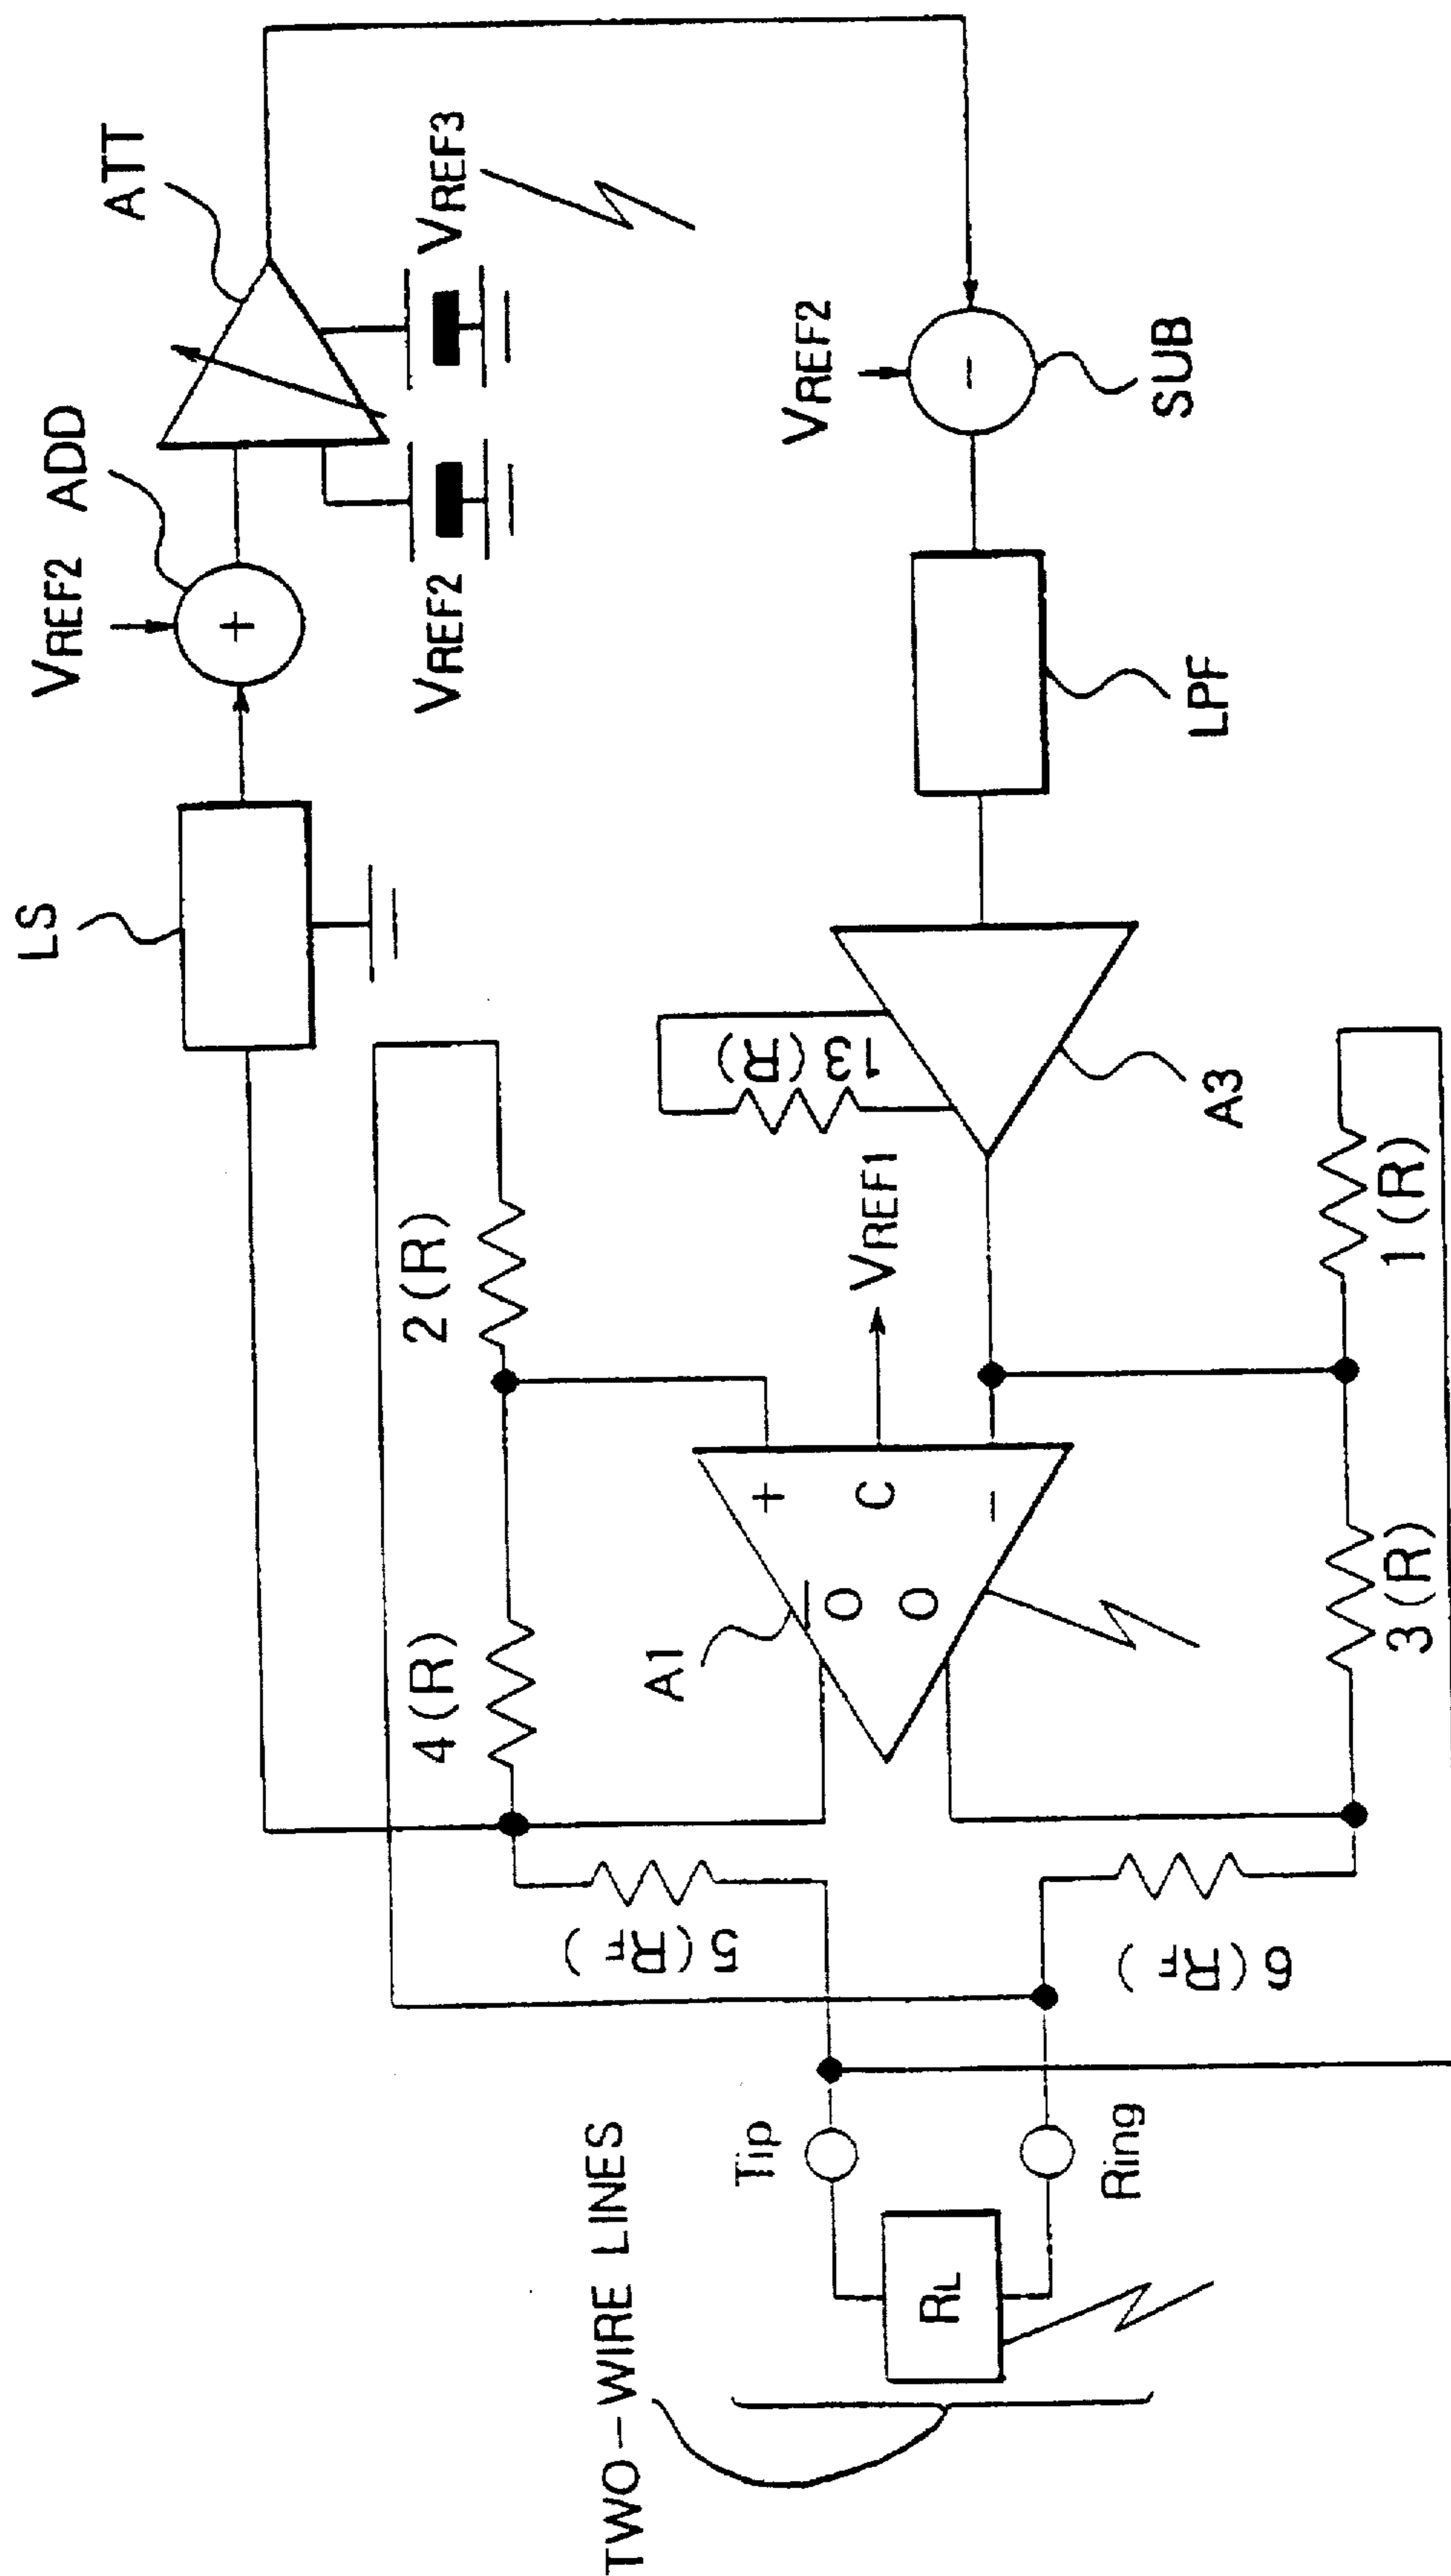 LS
VREF2
ADD
ATT
+
VREF2
VREF3
2(R)
4(R)
A1
+
C
−
O̅
O
VREF1
13(R)
A3
LPF
VREF2
−
SUB
5(RF)
6(RF)
3(R)
1(R)
TWO-WIRE LINES
Tip
RL
Ring